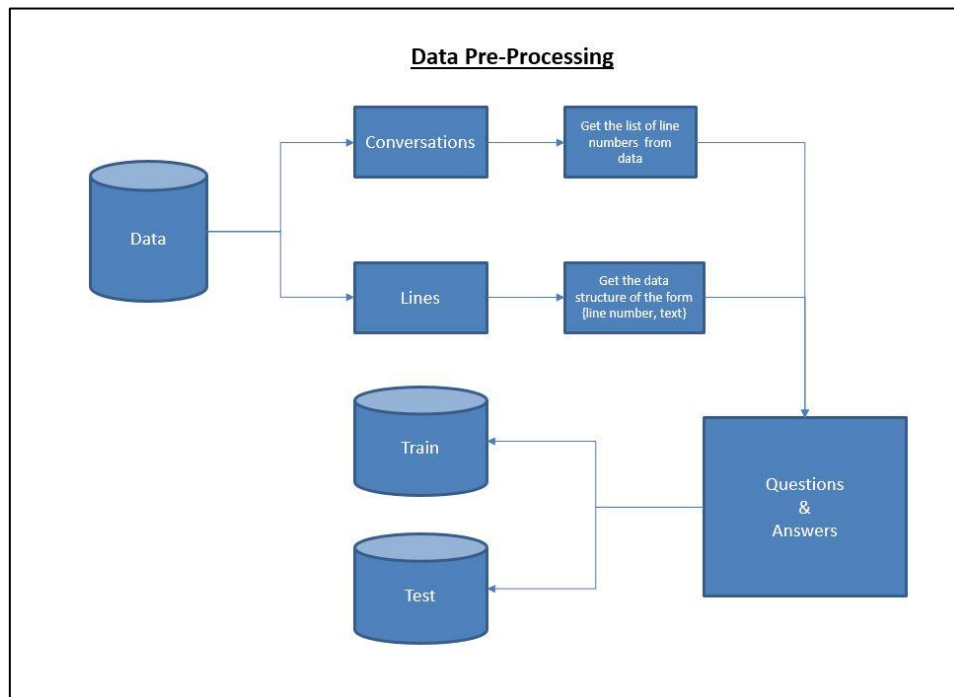 Data Pre-Processing
Conversations
Get the list of line
numbers from
data
Data
Lines
Get the data
structure of the form
{line number, text}
Train
Questions
&
Answers
Test